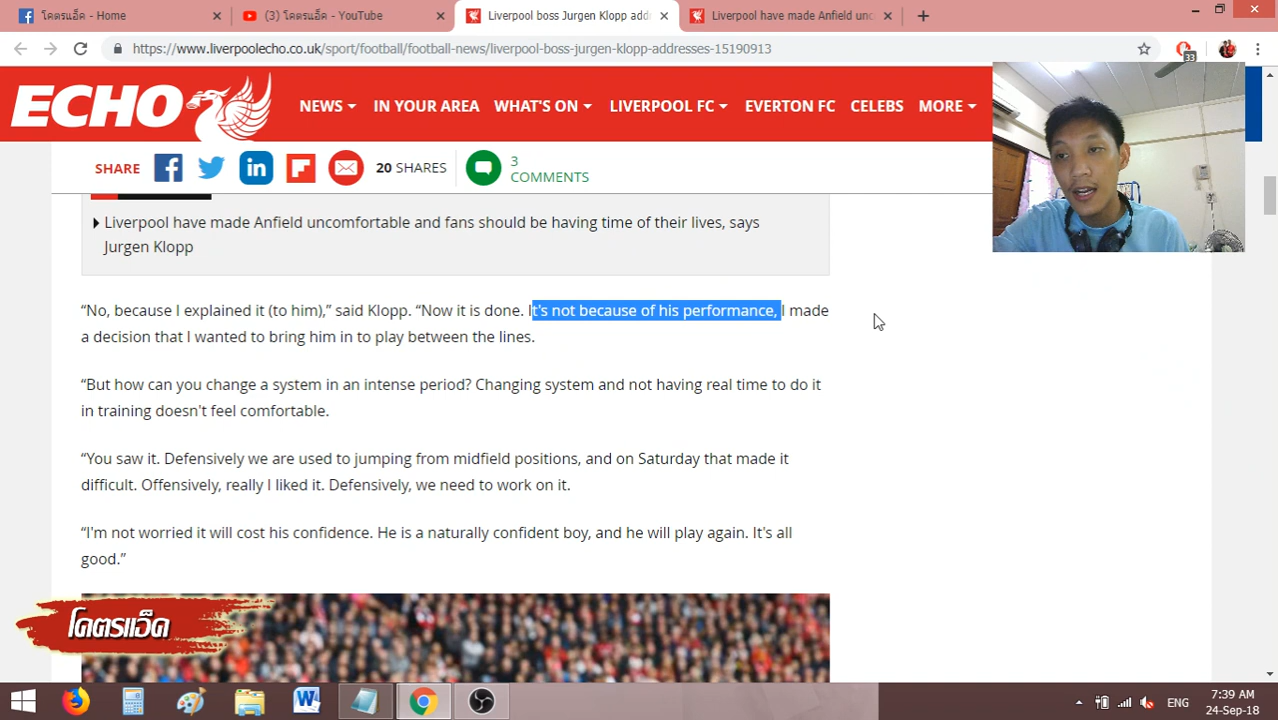 โคตรแอ็ด - Home
(3) โคตรแอ็ด - YouTube
Liverpool boss Jurgen Klopp add
Liverpool have made Anfield unc
https://www.liverpoolecho.co.uk/sport/football/football-news/liverpool-boss-jurgen-klopp-addresses-15190913
33
ECHO
NEWS
IN YOUR AREA
WHAT'S ON
LIVERPOOL FC
EVERTON FC
CELEBS
MORE
SHARE
20 SHARES
3
COMMENTS
Liverpool have made Anfield uncomfortable and fans should be having time of their lives, says
Jurgen Klopp
“No, because I explained it (to him),” said Klopp. “Now it is done. It's not because of his performance, I made
a decision that I wanted to bring him in to play between the lines.
“But how can you change a system in an intense period? Changing system and not having real time to do it
in training doesn't feel comfortable.
“You saw it. Defensively we are used to jumping from midfield positions, and on Saturday that made it
difficult. Offensively, really I liked it. Defensively, we need to work on it.
“I'm not worried it will cost his confidence. He is a naturally confident boy, and he will play again. It's all
good.”
โคตรแอ็ด
ENG
7:39 AM
24-Sep-18